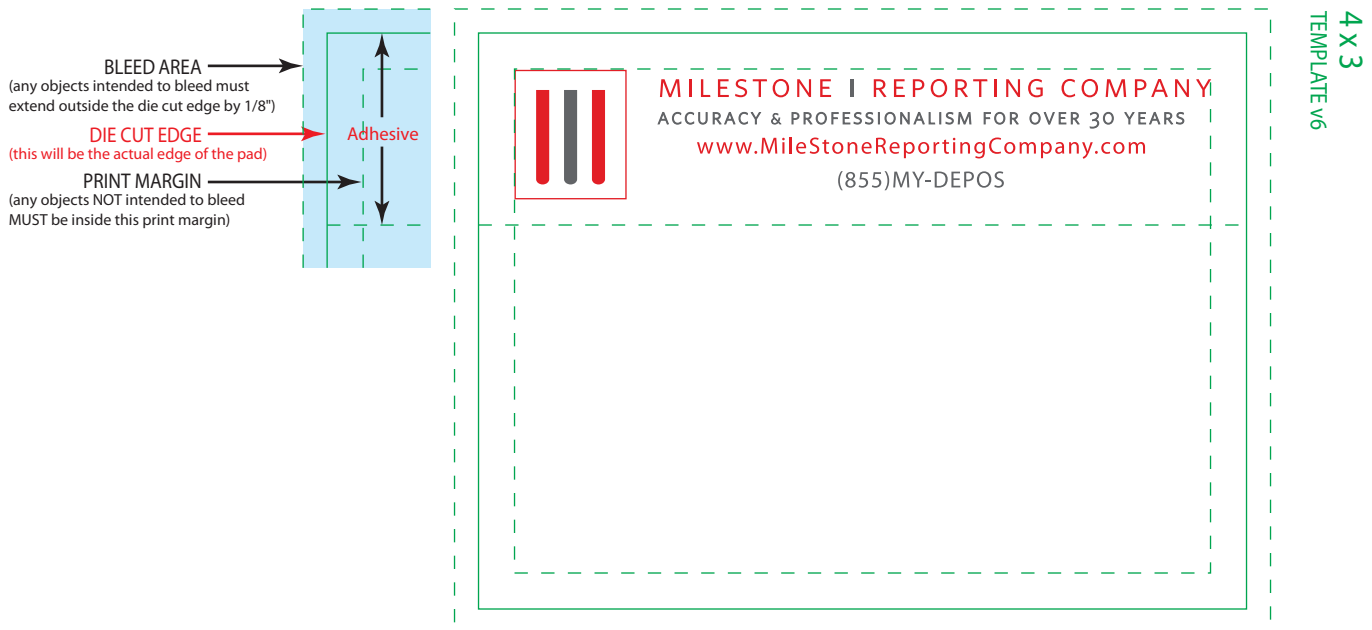 BLEED AREA
(any objects intended to bleed must
extend outside the die cut edge by 1/8")
DIE CUT EDGE
(this will be the actual edge of the pad)
PRINT MARGIN
(any objects NOT intended to bleed
MUST be inside this print margin)
Adhesive
MILESTONE I REPORTING COMPANY
ACCURACY & PROFESSIONALISM FOR OVER 30 YEARS
www.MileStoneReportingCompany.com
(855)MY-DEPOS
4 x 3
TEMPLATE v6